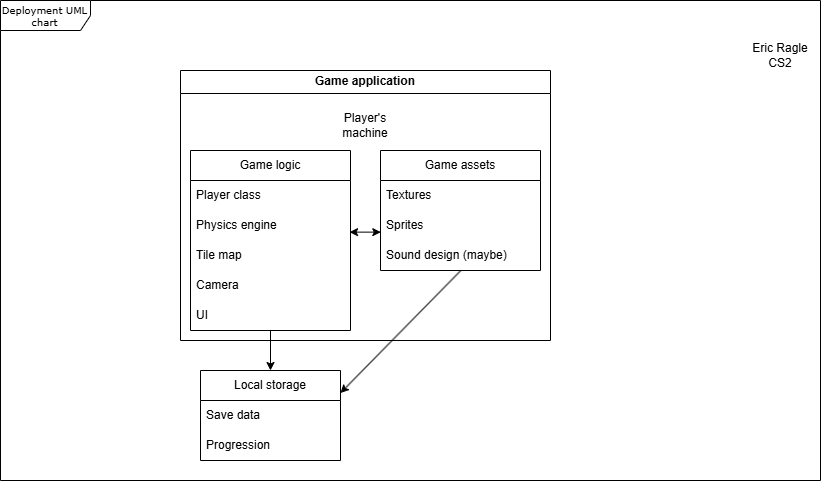 Deployment UML
chart
Eric Ragle
CS2
Game application
Player's
machine
Game logic
Player class
Physics engine
Tile map
Camera
UI
Game assets
Textures
Sprites
Sound design (maybe)
Local storage
Save data
Progression